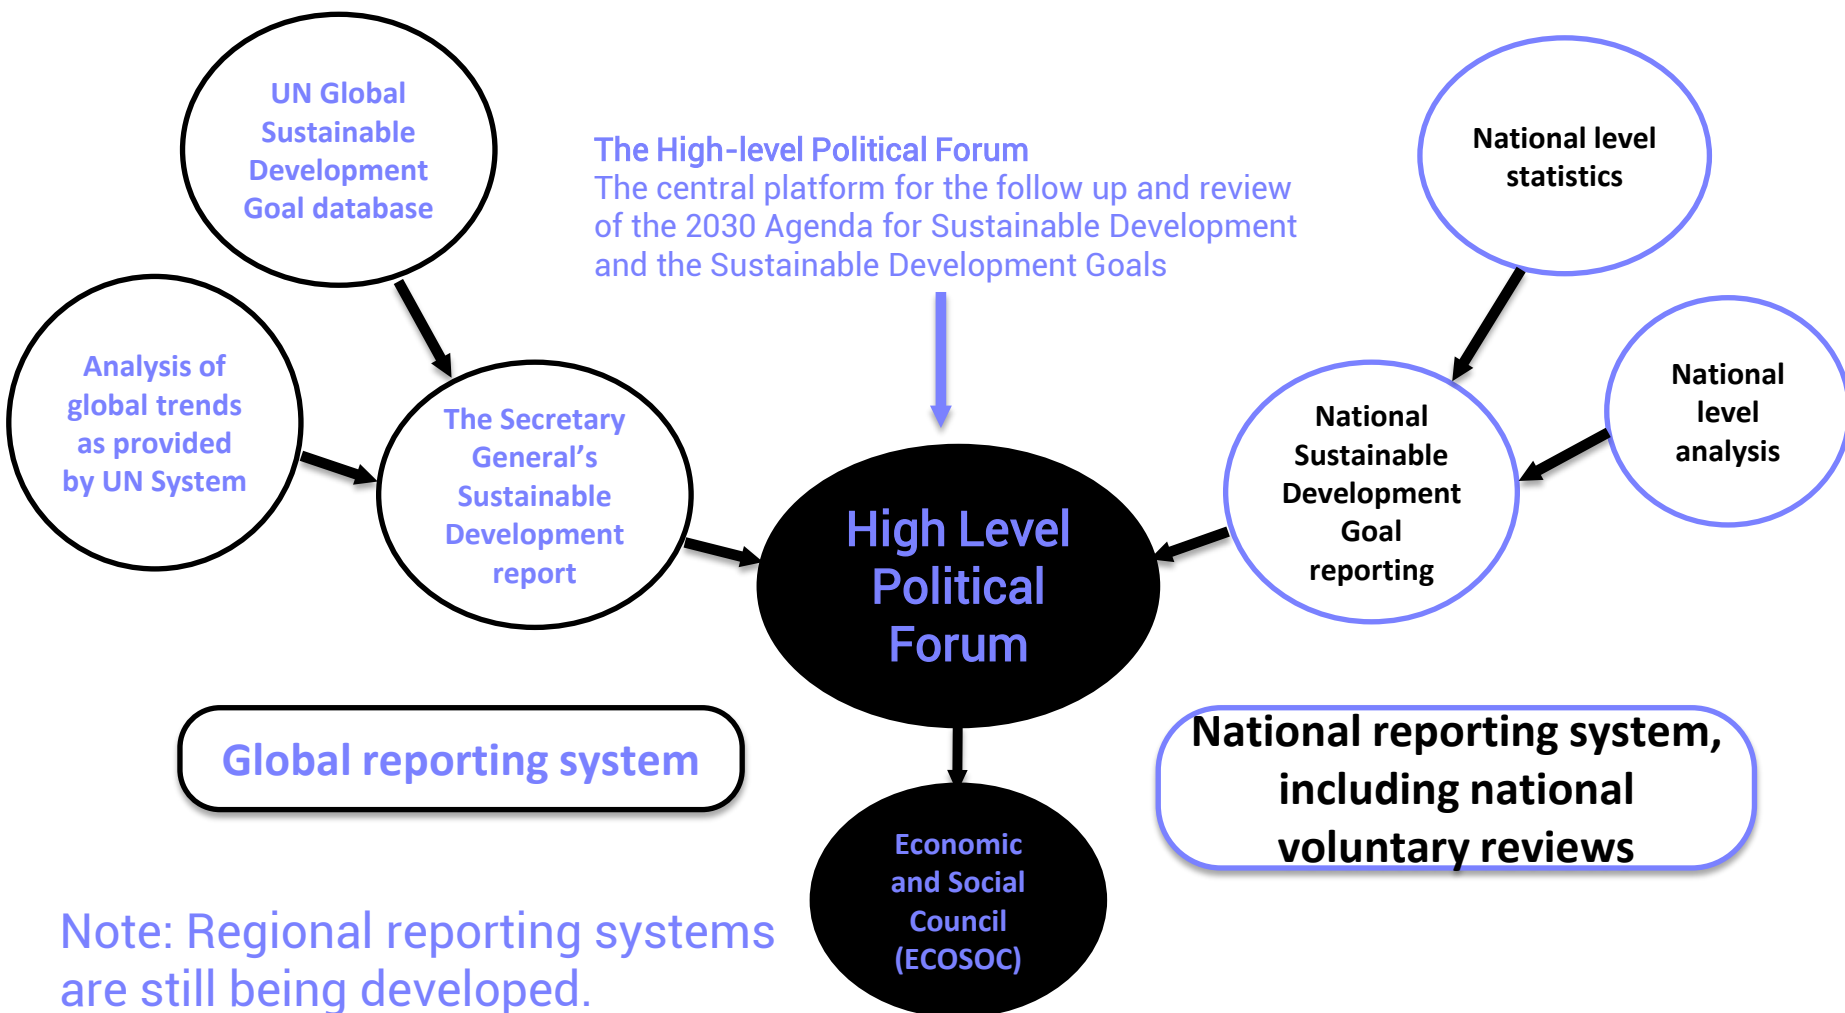 UN Global
Sustainable
Development
Goal database
The High-level Political Forum
The central platform for the follow up and review
of the 2030 Agenda for Sustainable Development
and the Sustainable Development Goals
National level
statistics
Analysis of
global trends
as provided
by UN System
The Secretary
General’s
Sustainable
Development
report
High Level
Political
Forum
National
Sustainable
Development
Goal
reporting
National
level
analysis
Global reporting system
National reporting system,
including national
voluntary reviews
Economic
and Social
Council
(ECOSOC)
Note: Regional reporting systems
are still being developed.